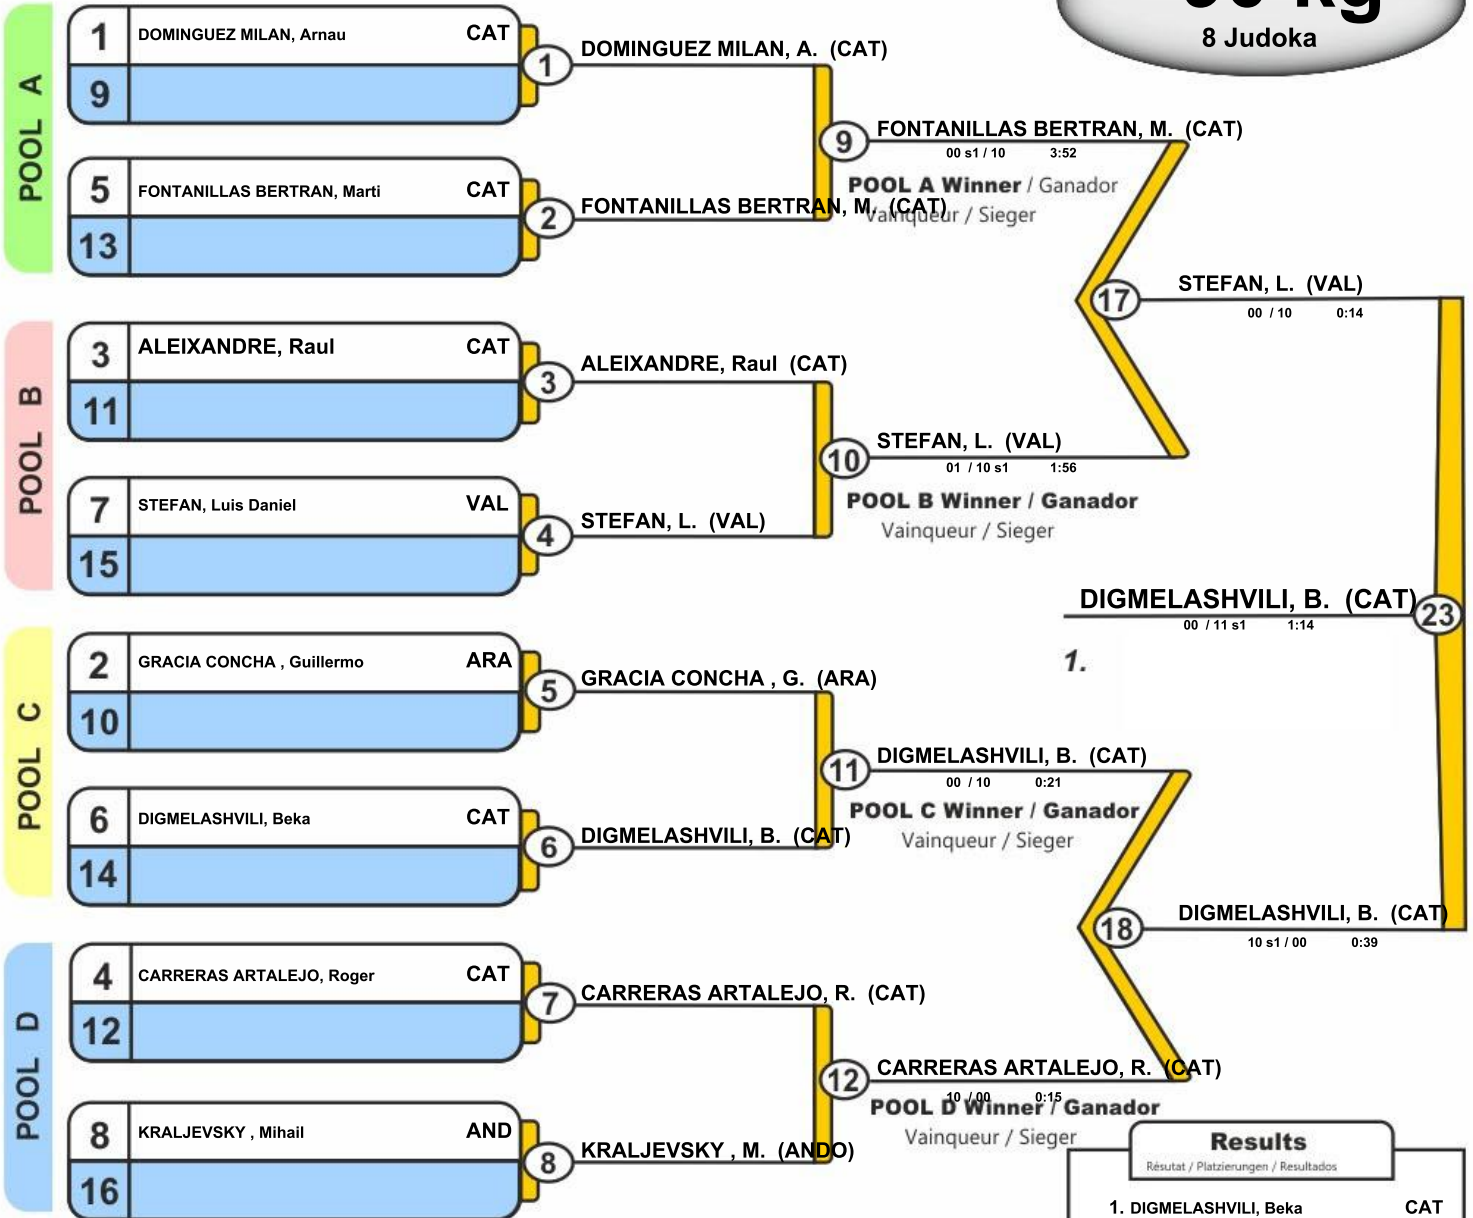 8 Judoka
POOL A
1 DOMINGUEZ MILAN, Arnau CAT
9
1 DOMINGUEZ MILAN, A. (CAT)
5 FONTANILLAS BERTRAN, Marti CAT
13
2 FONTANILLAS BERTRAN, M. (CAT)
9 FONTANILLAS BERTRAN, M. (CAT)
00 s1 / 10 3:52
POOL A Winner / Ganador
Vainqueur / Sieger
POOL B
3 ALEIXANDRE, Raul CAT
11
3 ALEIXANDRE, Raul (CAT)
7 STEFAN, Luis Daniel VAL
15
4 STEFAN, L. (VAL)
10 STEFAN, L. (VAL)
01 / 10 s1 1:56
POOL B Winner / Ganador
Vainqueur / Sieger
17 STEFAN, L. (VAL)
00 / 10 0:14
POOL C
2 GRACIA CONCHA , Guillermo ARA
10
5 GRACIA CONCHA , G. (ARA)
6 DIGMELASHVILI, Beka CAT
14
6 DIGMELASHVILI, B. (CAT)
11 DIGMELASHVILI, B. (CAT)
00 / 10 0:21
POOL C Winner / Ganador
Vainqueur / Sieger
POOL D
4 CARRERAS ARTALEJO, Roger CAT
12
7 CARRERAS ARTALEJO, R. (CAT)
8 KRALJEVSKY , Mihail AND
16
8 KRALJEVSKY , M. (ANDO)
12 CARRERAS ARTALEJO, R. (CAT)
10 / 00 0:15
POOL D Winner / Ganador
Vainqueur / Sieger
18 DIGMELASHVILI, B. (CAT)
10 s1 / 00 0:39
DIGMELASHVILI, B. (CAT) 23
00 / 11 s1 1:14
1.
Results
Résutat / Platzierungen / Resultados
1. DIGMELASHVILI, Beka CAT